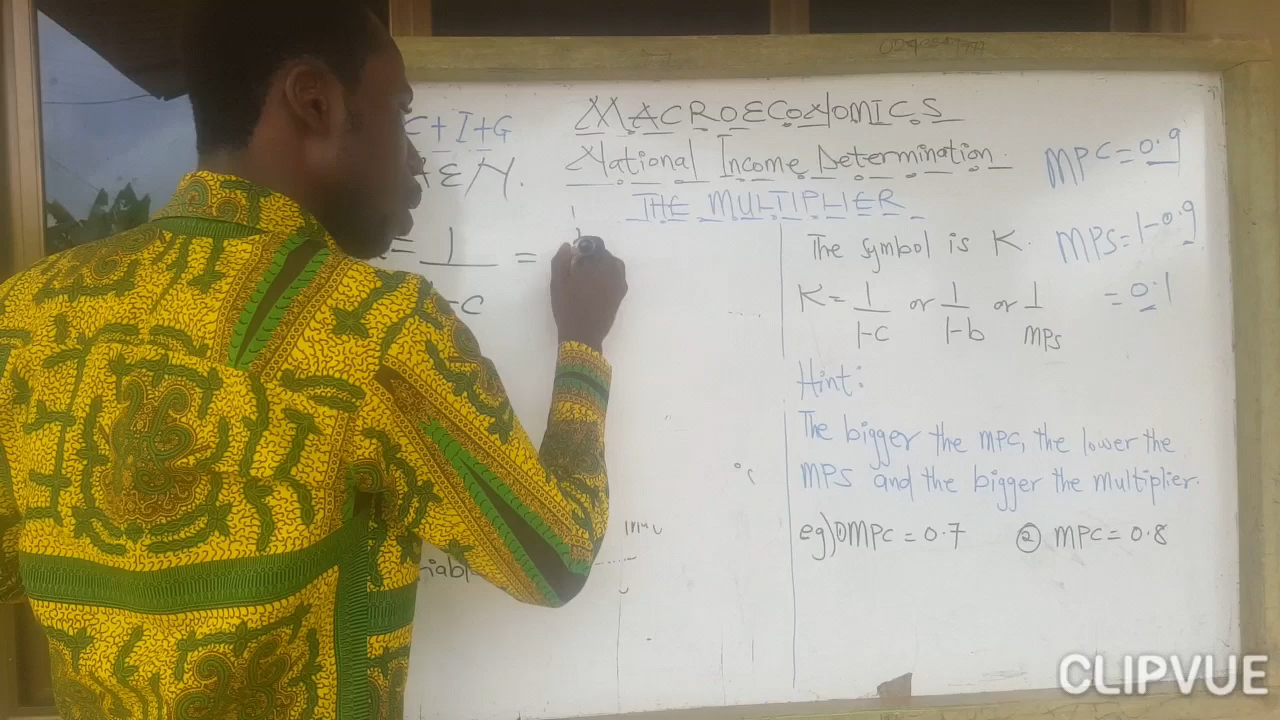 MACROECONOMICS
National Income Determination
THE MULTIPLIER
C+I+G
= 1
-c
=
1
The symbol is K.
K = 1 or 1 or 1
1-c 1-b MPS
Hint:
The bigger the MPC, the lower the
MPS and the bigger the multiplier.
eg) ① MPC = 0.7 ② MPC = 0.8
MPC = 0.9
MPS = 1-0.9
= 0.1
CLIPVUE